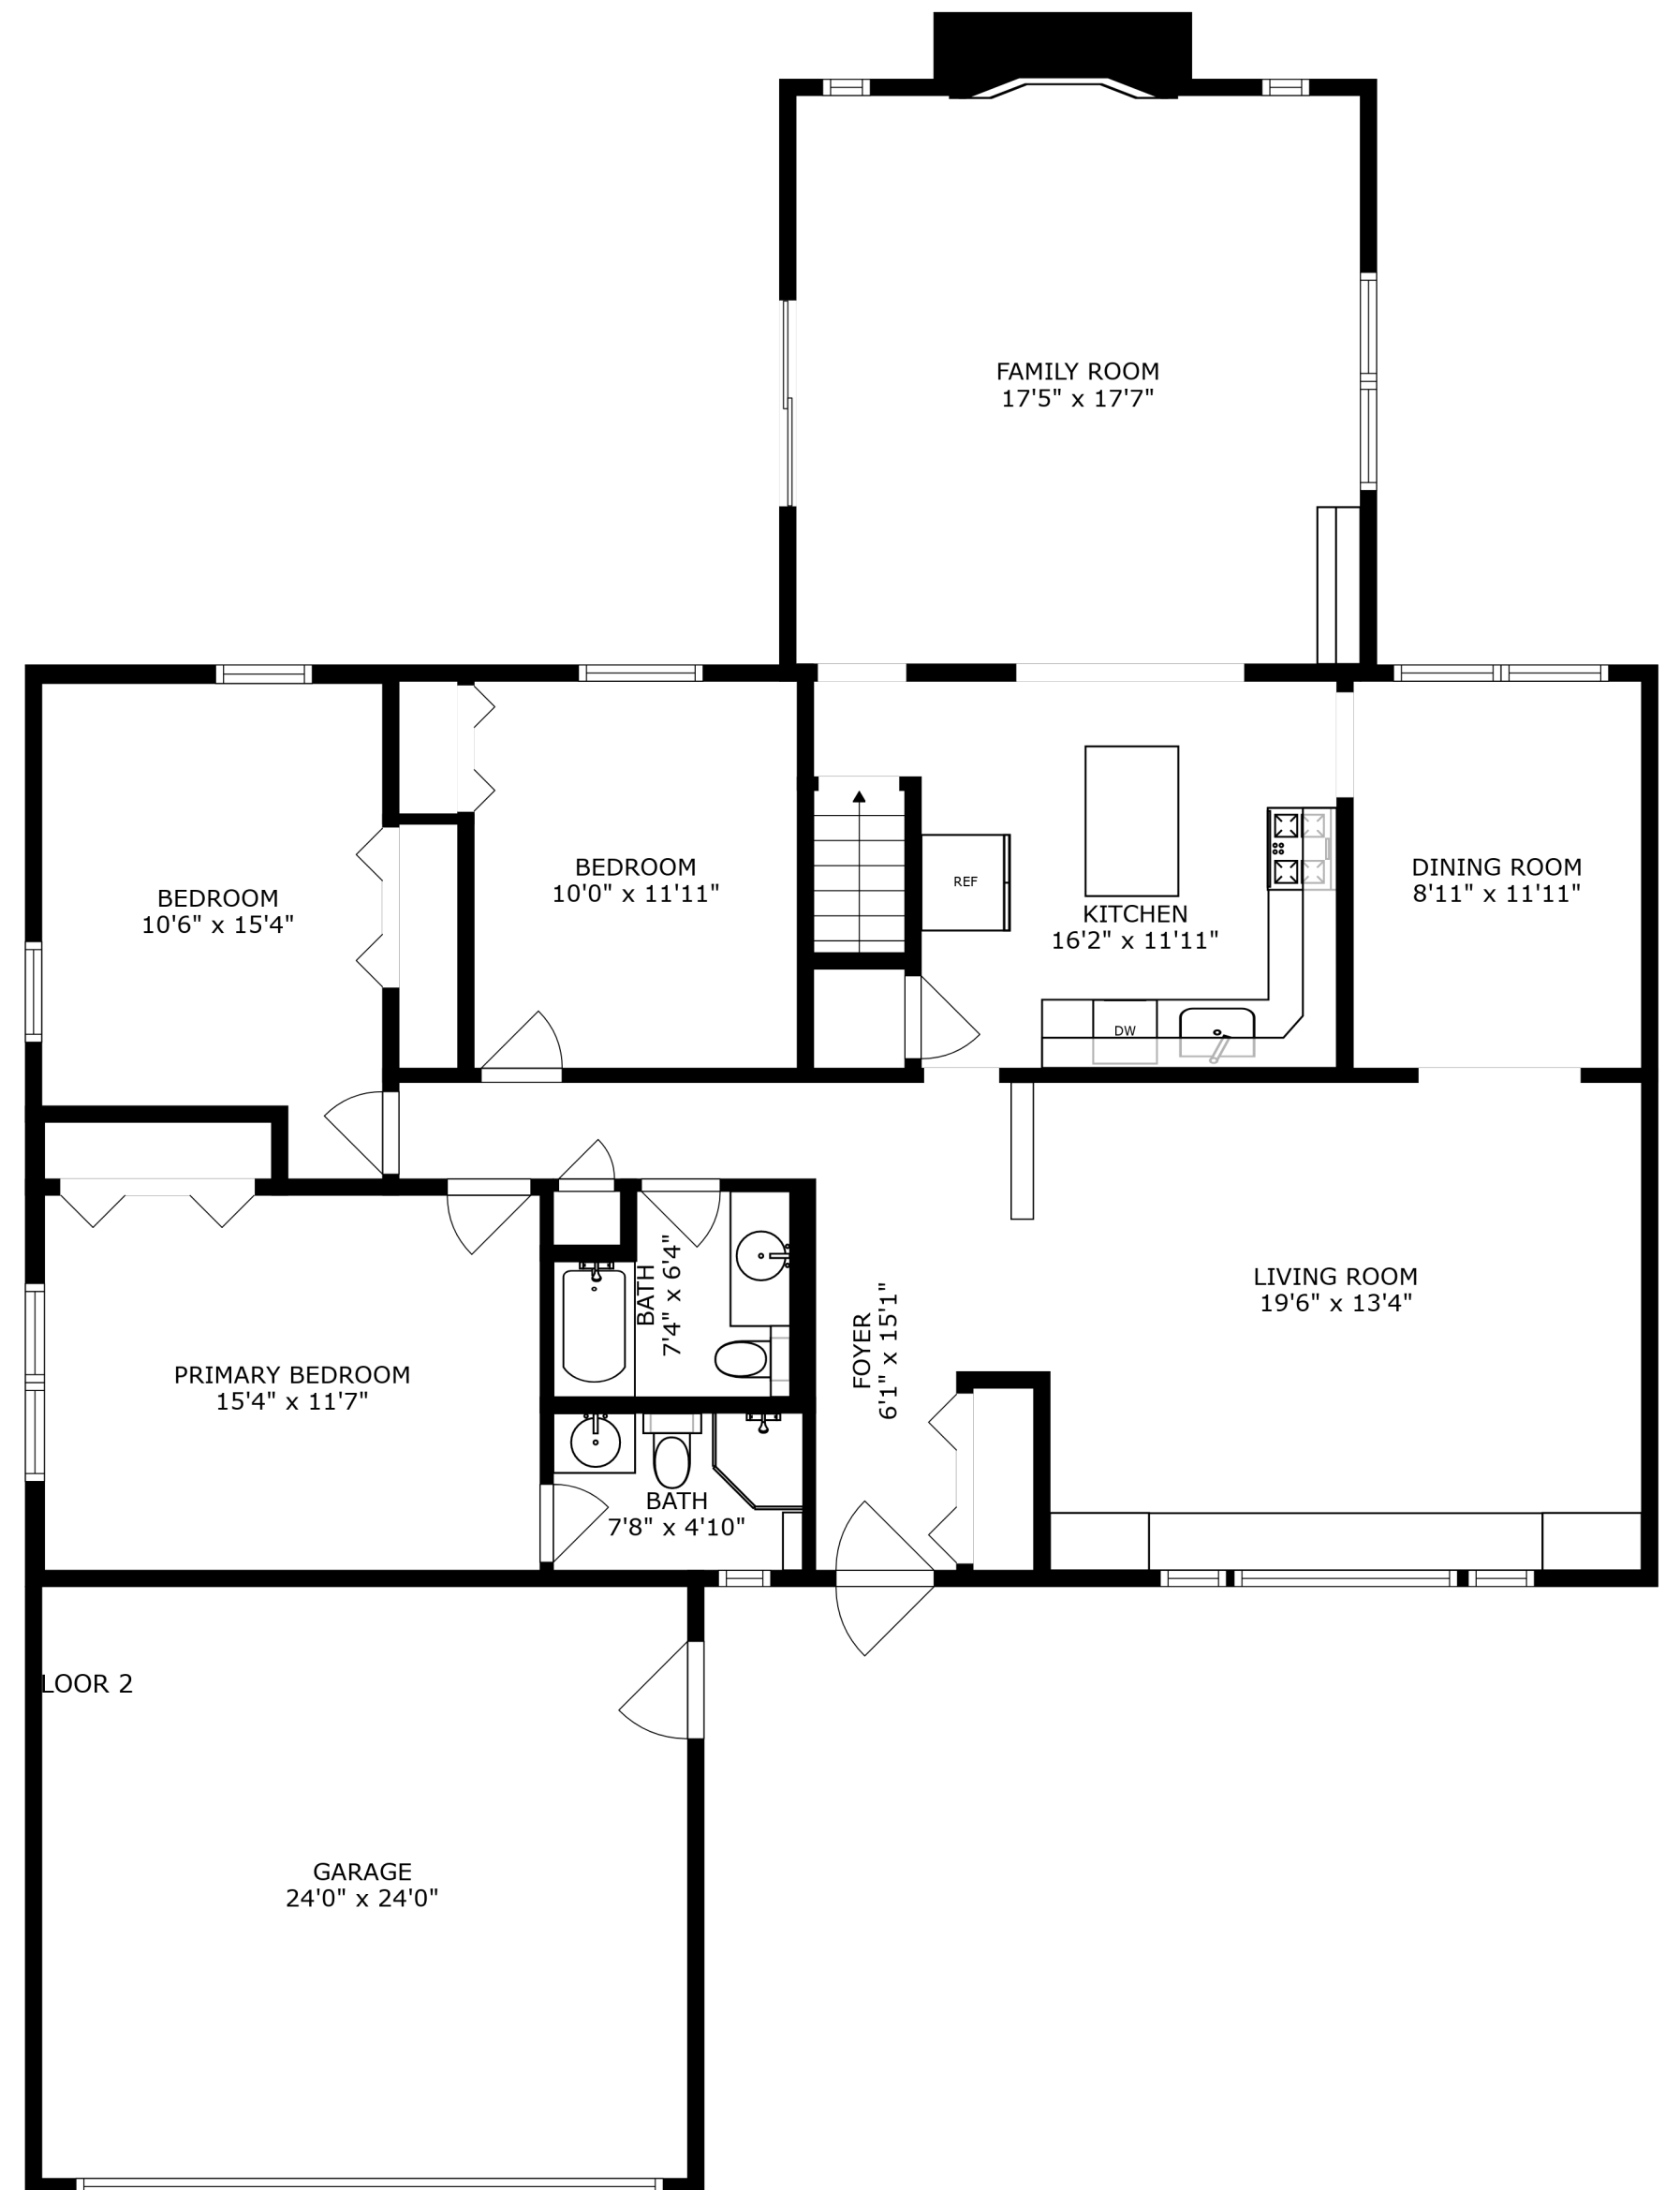 FAMILY ROOM
17'5" x 17'7"
BEDROOM
10'0" x 11'11"
DINING ROOM
8'11" x 11'11"
REF
BEDROOM
10'6" x 15'4"
KITCHEN
16'2" x 11'11"
DW
BATH
7'4" x 6'4"
LIVING ROOM
19'6" x 13'4"
FOYER
6'1" x 15'1"
PRIMARY BEDROOM
15'4" x 11'7"
BATH
7'8" x 4'10"
LOOR 2
GARAGE
24'0" x 24'0"